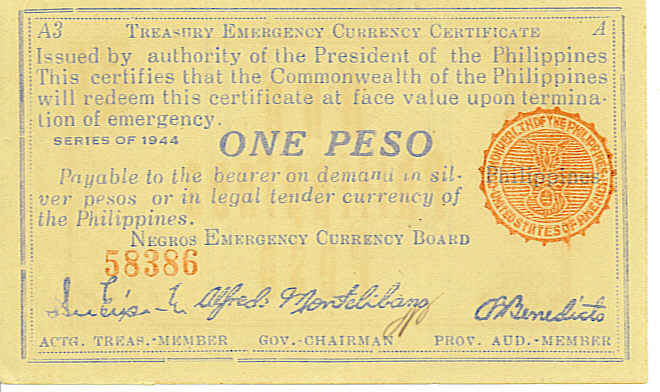 A3 TREASURY EMERGENCY CURRENCY CERTIFICATE A
Issued by authority of the President of the Philippines
This certifies that the Commonwealth of the Philippines
will redeem this certificate at face value upon termina-
tion of emergency.
SERIES OF 1944 ONE PESO
Payable to the bearer on demand in sil-
ver pesos or in legal tender currency of
the Philippines.
Philippines
COMMONWEALTH OF THE PHILIPPINES
UNITED STATES OF AMERICA
NEGROS EMERGENCY CURRENCY BOARD
58386
Alfredo Montelibano
Benedicto
ACTG. TREAS.-MEMBER GOV.-CHAIRMAN PROV. AUD.-MEMBER